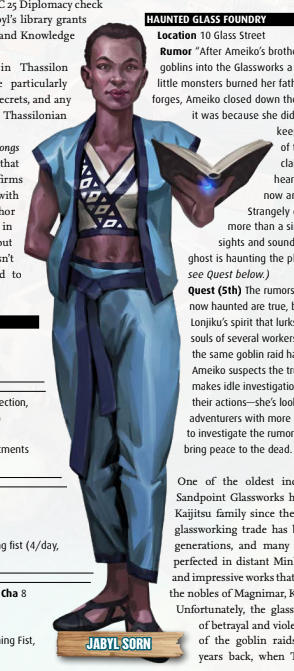 C 25 Diplomacy check
byl's library grants
and Knowledge
in Thassilon
particularly
secrets, and any
Thassilonian
ongs
that
firms
with
hor
in
out
sn't
d to
ection,
tments
ng fist (4/day,
Cha 8
ning Fist,
JABYL SORN
HAUNTED GLASS FOUNDRY
Location 10 Glass Street
Rumor "After Ameiko's brothe
goblins into the Glassworks a
little monsters burned her fath
forges, Ameiko closed down the
it was because she did
keep
of t
cla
hear
now ar
Strangely e
more than a si
sights and sound
ghost is haunting the pl
see Quest below.)
Quest (5th) The rumors
now haunted are true, b
Lonjiku's spirit that lurks
souls of several workers
the same goblin raid ha
Ameiko suspects the tru
makes idle investigatio
their actions—she's look
adventurers with more
to investigate the rumor
bring peace to the dead.
One of the oldest ind
Sandpoint Glassworks h
Kaijitsu family since the
glassworking trade has b
generations, and many
perfected in distant Min
and impressive works that
the nobles of Magnimar, K
Unfortunately, the glass
of betrayal and viole
of the goblin raids
years back, when T